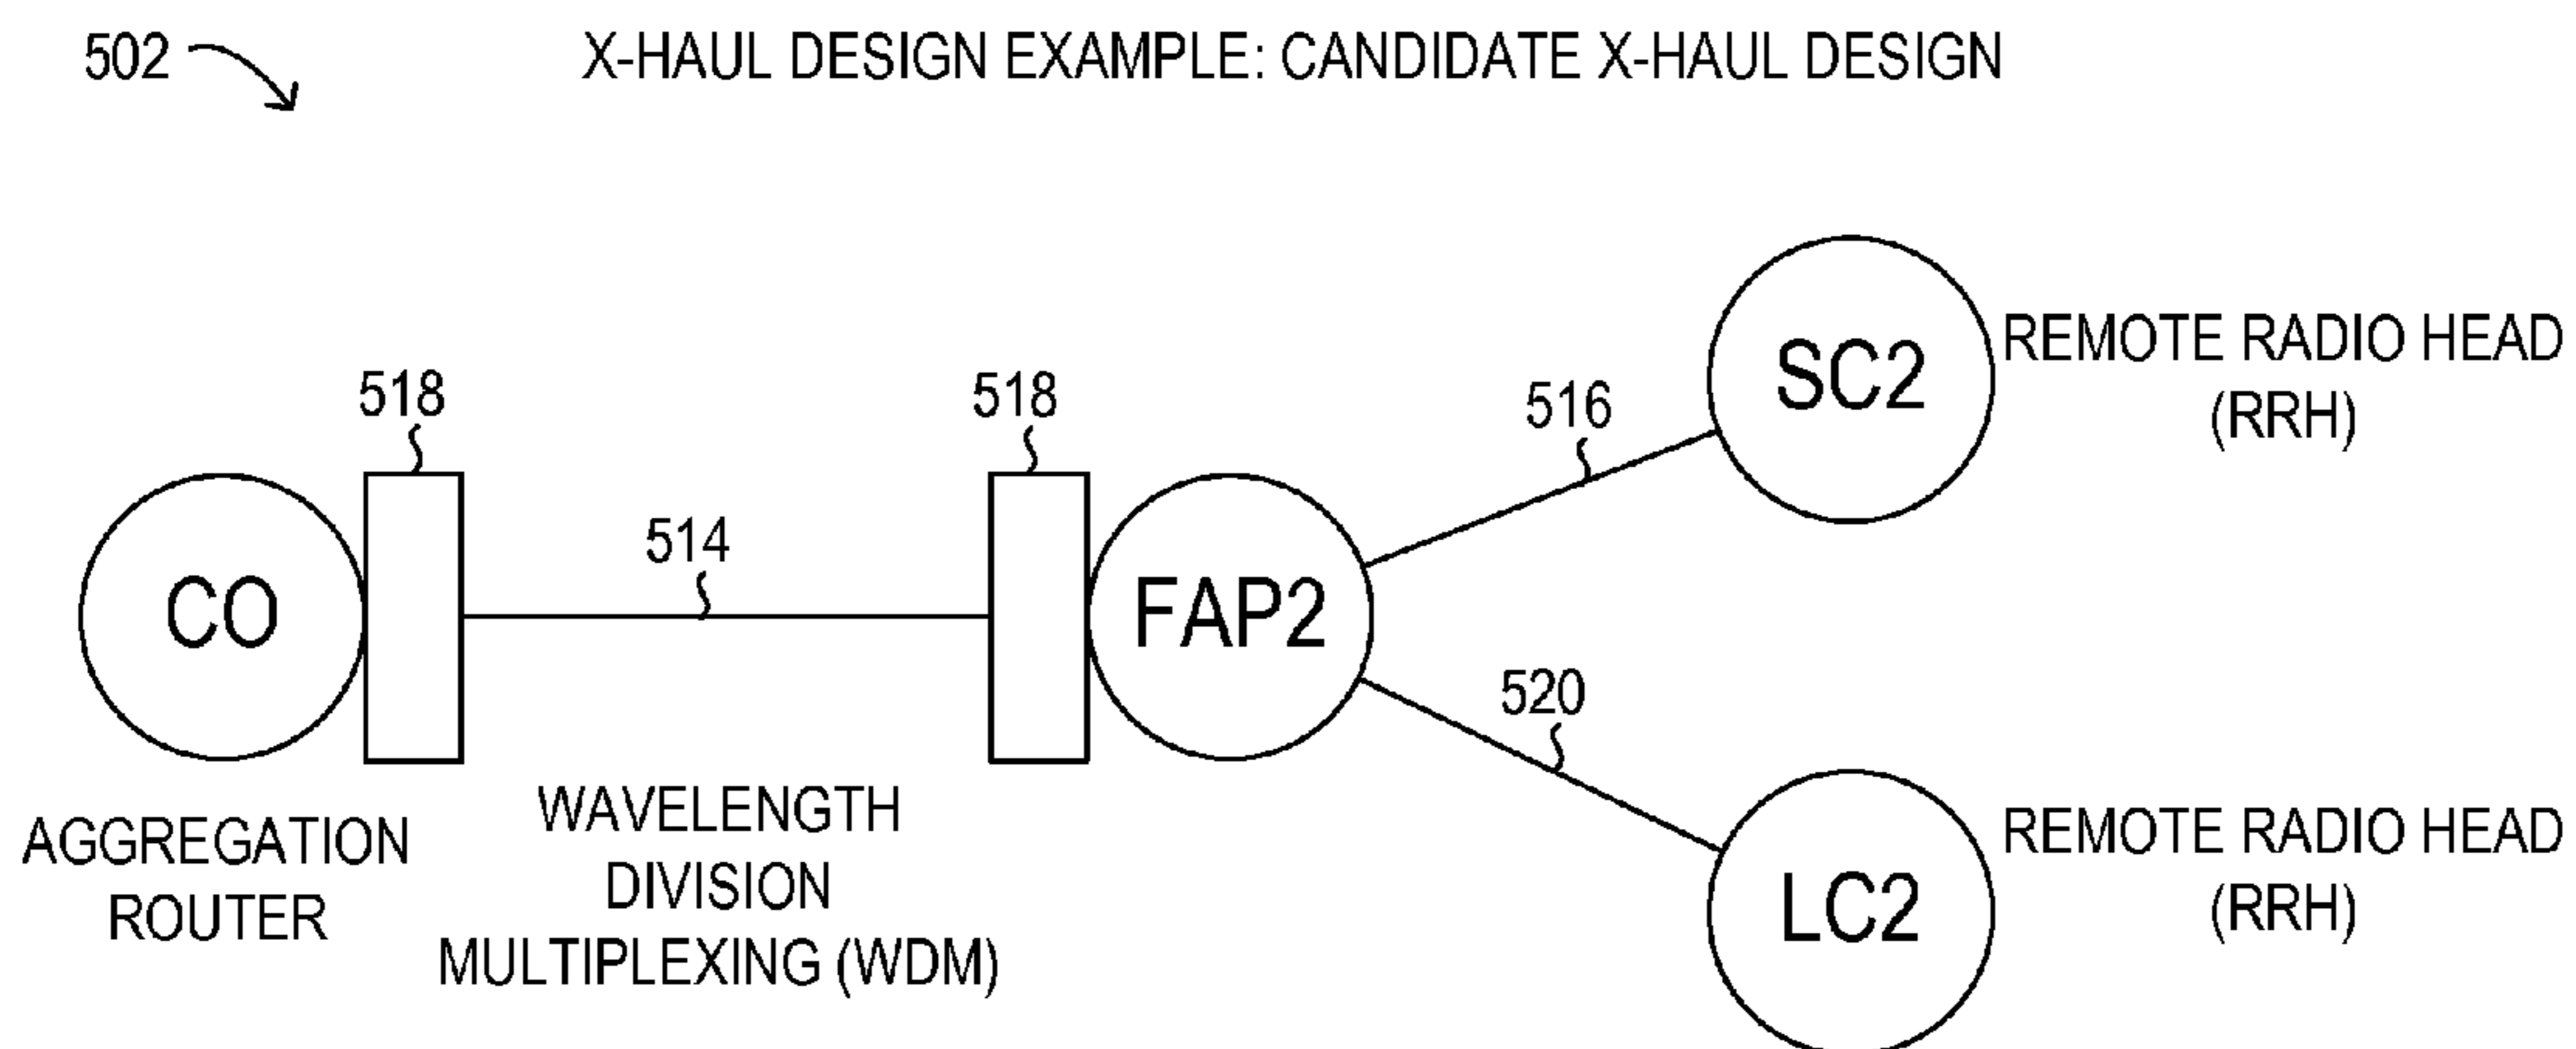 502
X-HAUL DESIGN EXAMPLE: CANDIDATE X-HAUL DESIGN
518
518
516
SC2
REMOTE RADIO HEAD
(RRH)
514
CO
FAP2
520
AGGREGATION
ROUTER
WAVELENGTH
DIVISION
MULTIPLEXING (WDM)
LC2
REMOTE RADIO HEAD
(RRH)